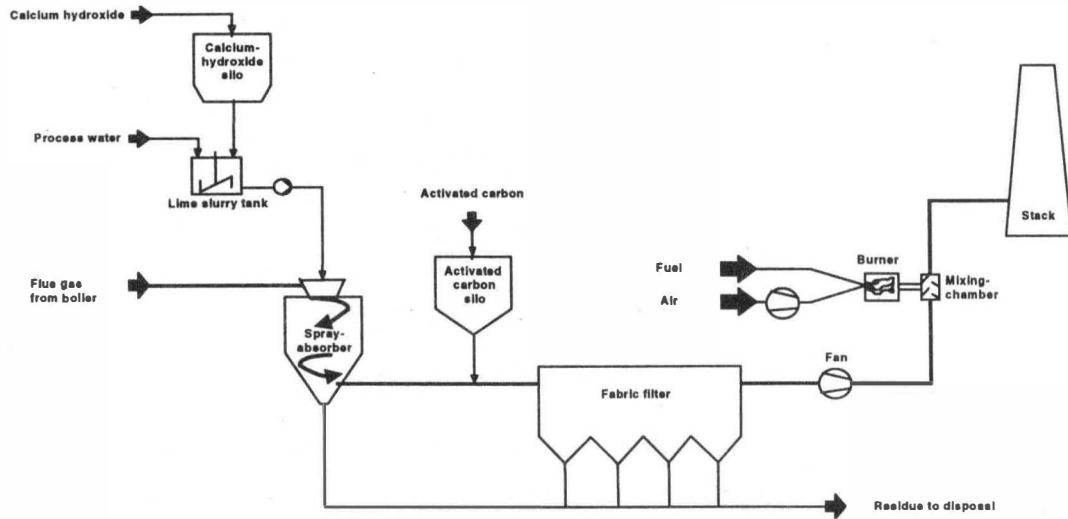 Calcium hydroxide
Calcium-
hydroxide
silo
Process water
Lime slurry tank
Activated carbon
Flue gas
from boiler
Activated
carbon
silo
Spray-
absorber
Fuel
Air
Burner
Mixing-
chamber
Stack
Fan
Fabric filter
Residue to disposal